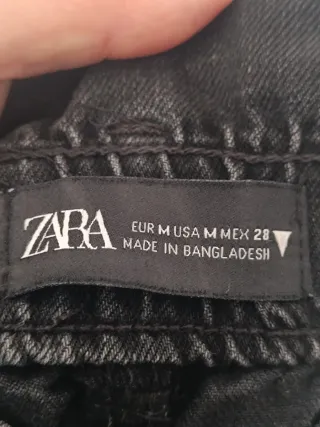 ZARA
EUR M USA M MEX 28
MADE IN BANGLADESH